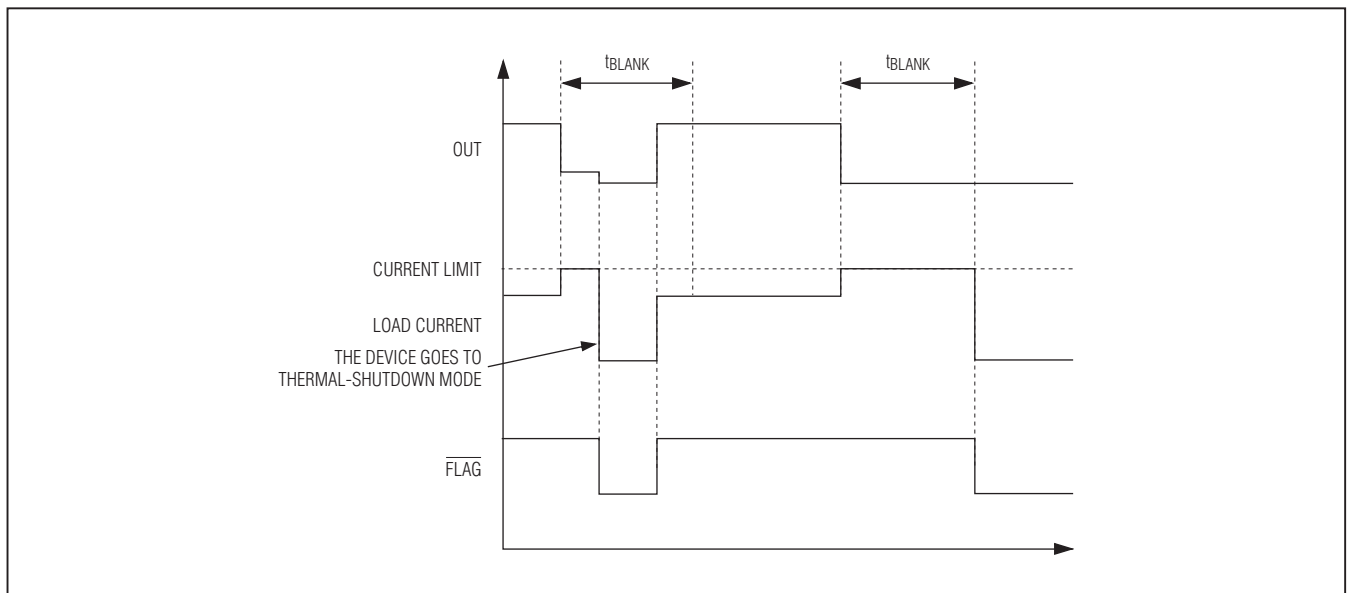 tBLANK
tBLANK
OUT
CURRENT LIMIT
LOAD CURRENT
THE DEVICE GOES TO
THERMAL-SHUTDOWN MODE
FLAG